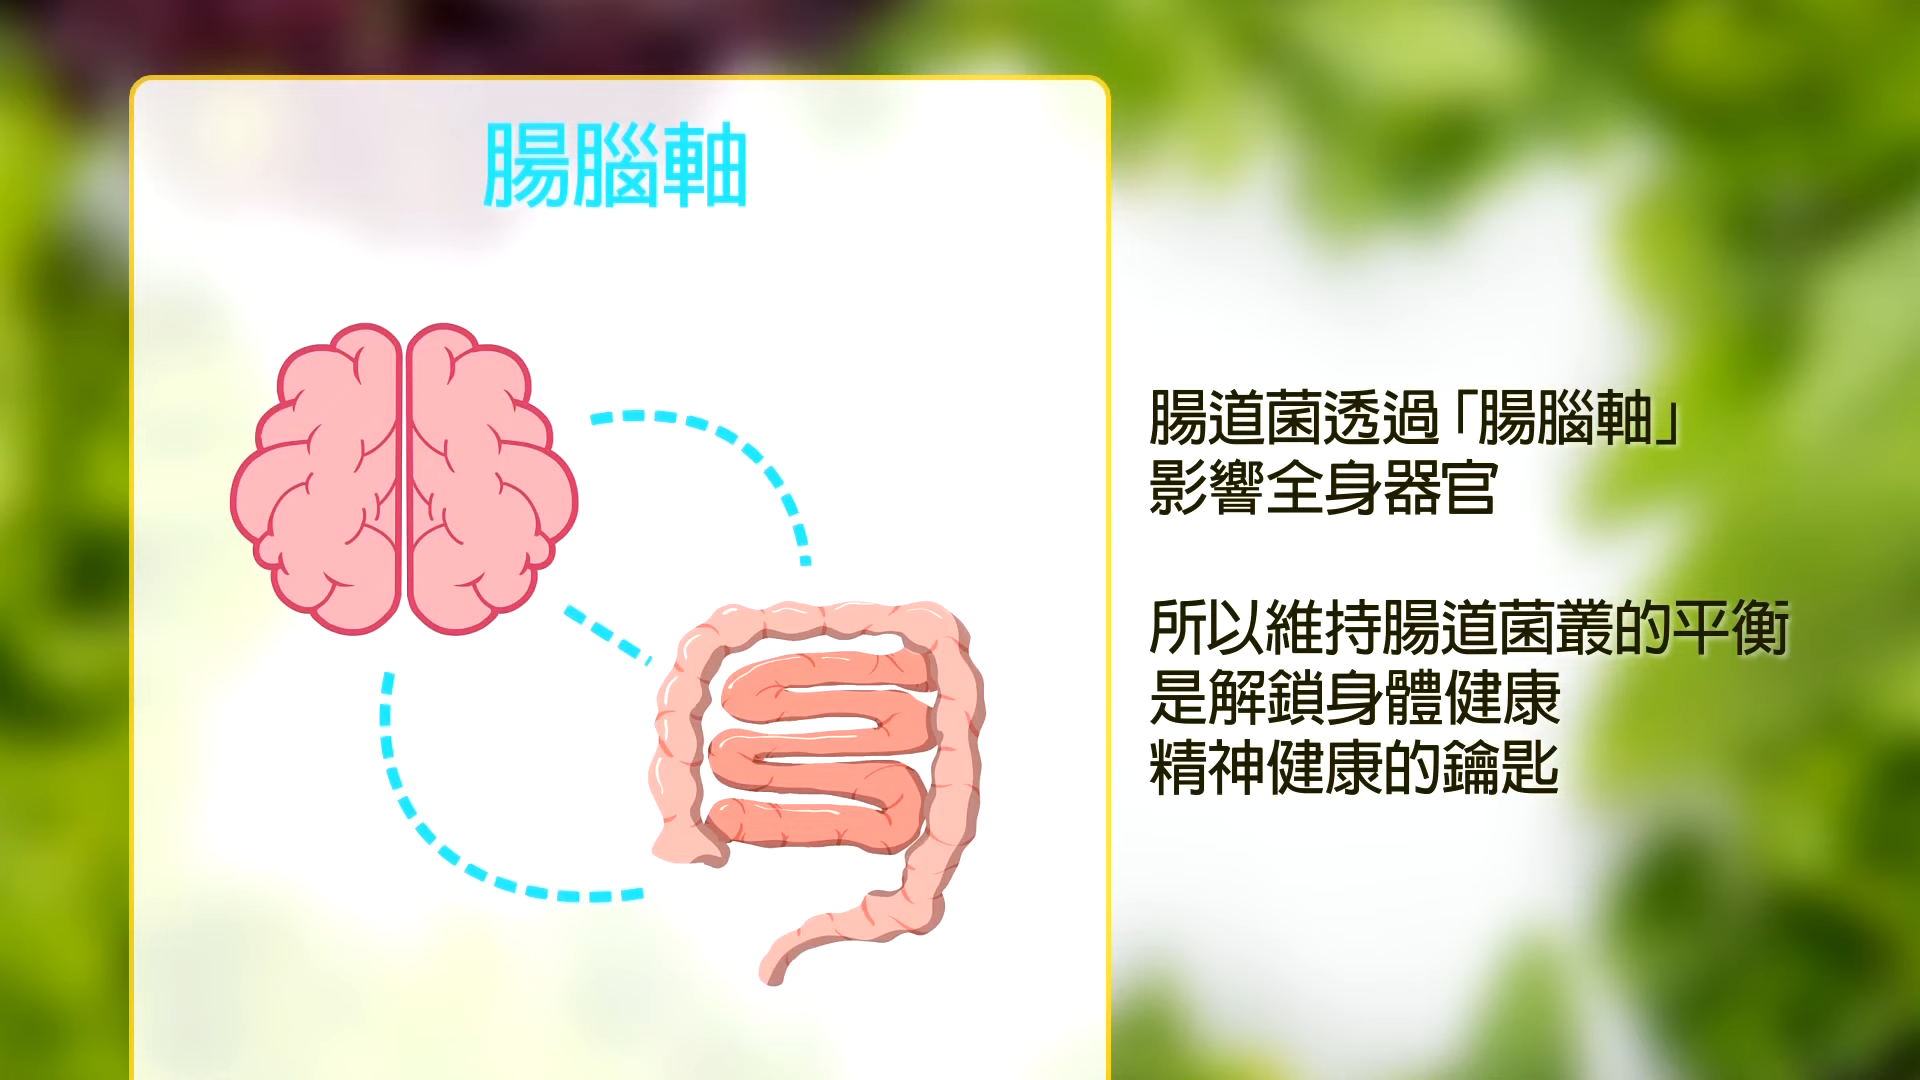 腸腦軸
腸道菌透過「腸腦軸」
影響全身器官
所以維持腸道菌叢的平衡
是解鎖身體健康
精神健康的鑰匙